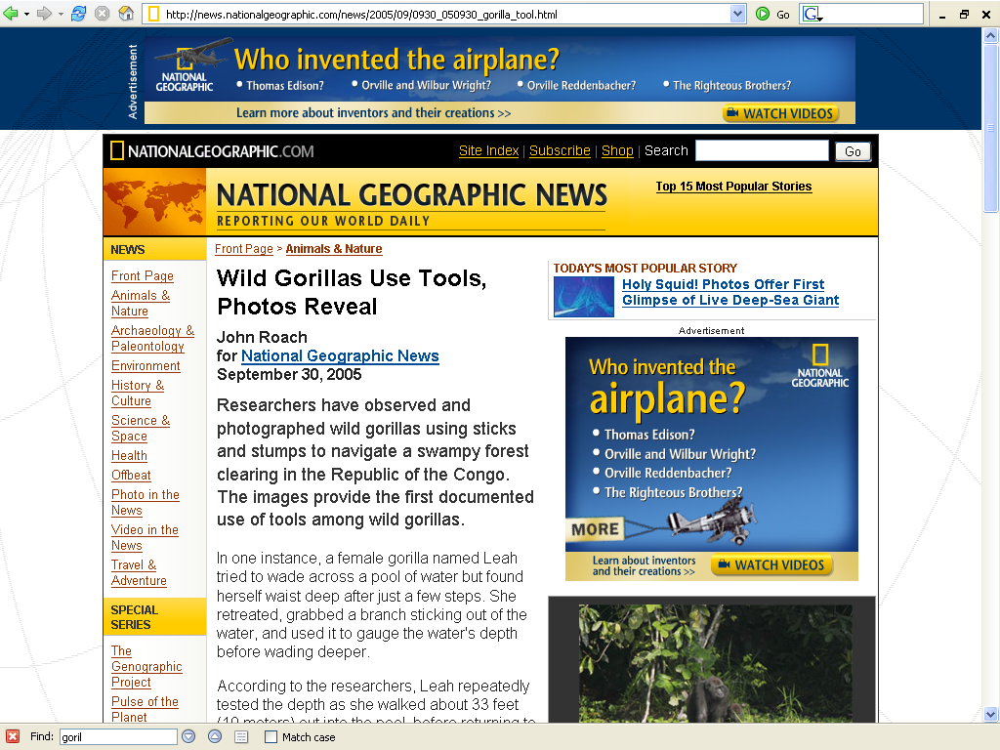 http://news.nationalgeographic.com/news/2005/09/0930_050930_gorilla_tool.html
Go
G
Advertisement
NATIONAL
GEOGRAPHIC
Who invented the airplane?
• Thomas Edison? • Orville and Wilbur Wright? • Orville Reddenbacher? • The Righteous Brothers?
Learn more about inventors and their creations >>
WATCH VIDEOS
NATIONALGEOGRAPHIC.COM
Site Index | Subscribe | Shop | Search
Go
NATIONAL GEOGRAPHIC NEWS
REPORTING OUR WORLD DAILY
Top 15 Most Popular Stories
NEWS
Front Page
Animals &
Nature
Archaeology &
Paleontology
Environment
History &
Culture
Science &
Space
Health
Offbeat
Photo in the
News
Video in the
News
Travel &
Adventure
SPECIAL
SERIES
The
Genographic
Project
Pulse of the
Planet
Front Page > Animals & Nature
Wild Gorillas Use Tools,
Photos Reveal
John Roach
for National Geographic News
September 30, 2005
Researchers have observed and
photographed wild gorillas using sticks
and stumps to navigate a swampy forest
clearing in the Republic of the Congo.
The images provide the first documented
use of tools among wild gorillas.
In one instance, a female gorilla named Leah
tried to wade across a pool of water but found
herself waist deep after just a few steps. She
retreated, grabbed a branch sticking out of the
water, and used it to gauge the water's depth
before wading deeper.
According to the researchers, Leah repeatedly
tested the depth as she walked about 33 feet
(10 meters) out into the pool, before returning to
TODAY'S MOST POPULAR STORY
Holy Squid! Photos Offer First
Glimpse of Live Deep-Sea Giant
Advertisement
Who invented the
airplane?
NATIONAL
GEOGRAPHIC
• Thomas Edison?
• Orville and Wilbur Wright?
• Orville Reddenbacher?
• The Righteous Brothers?
MORE
Learn about inventors
and their creations >>
WATCH VIDEOS
Find: goril
Match case